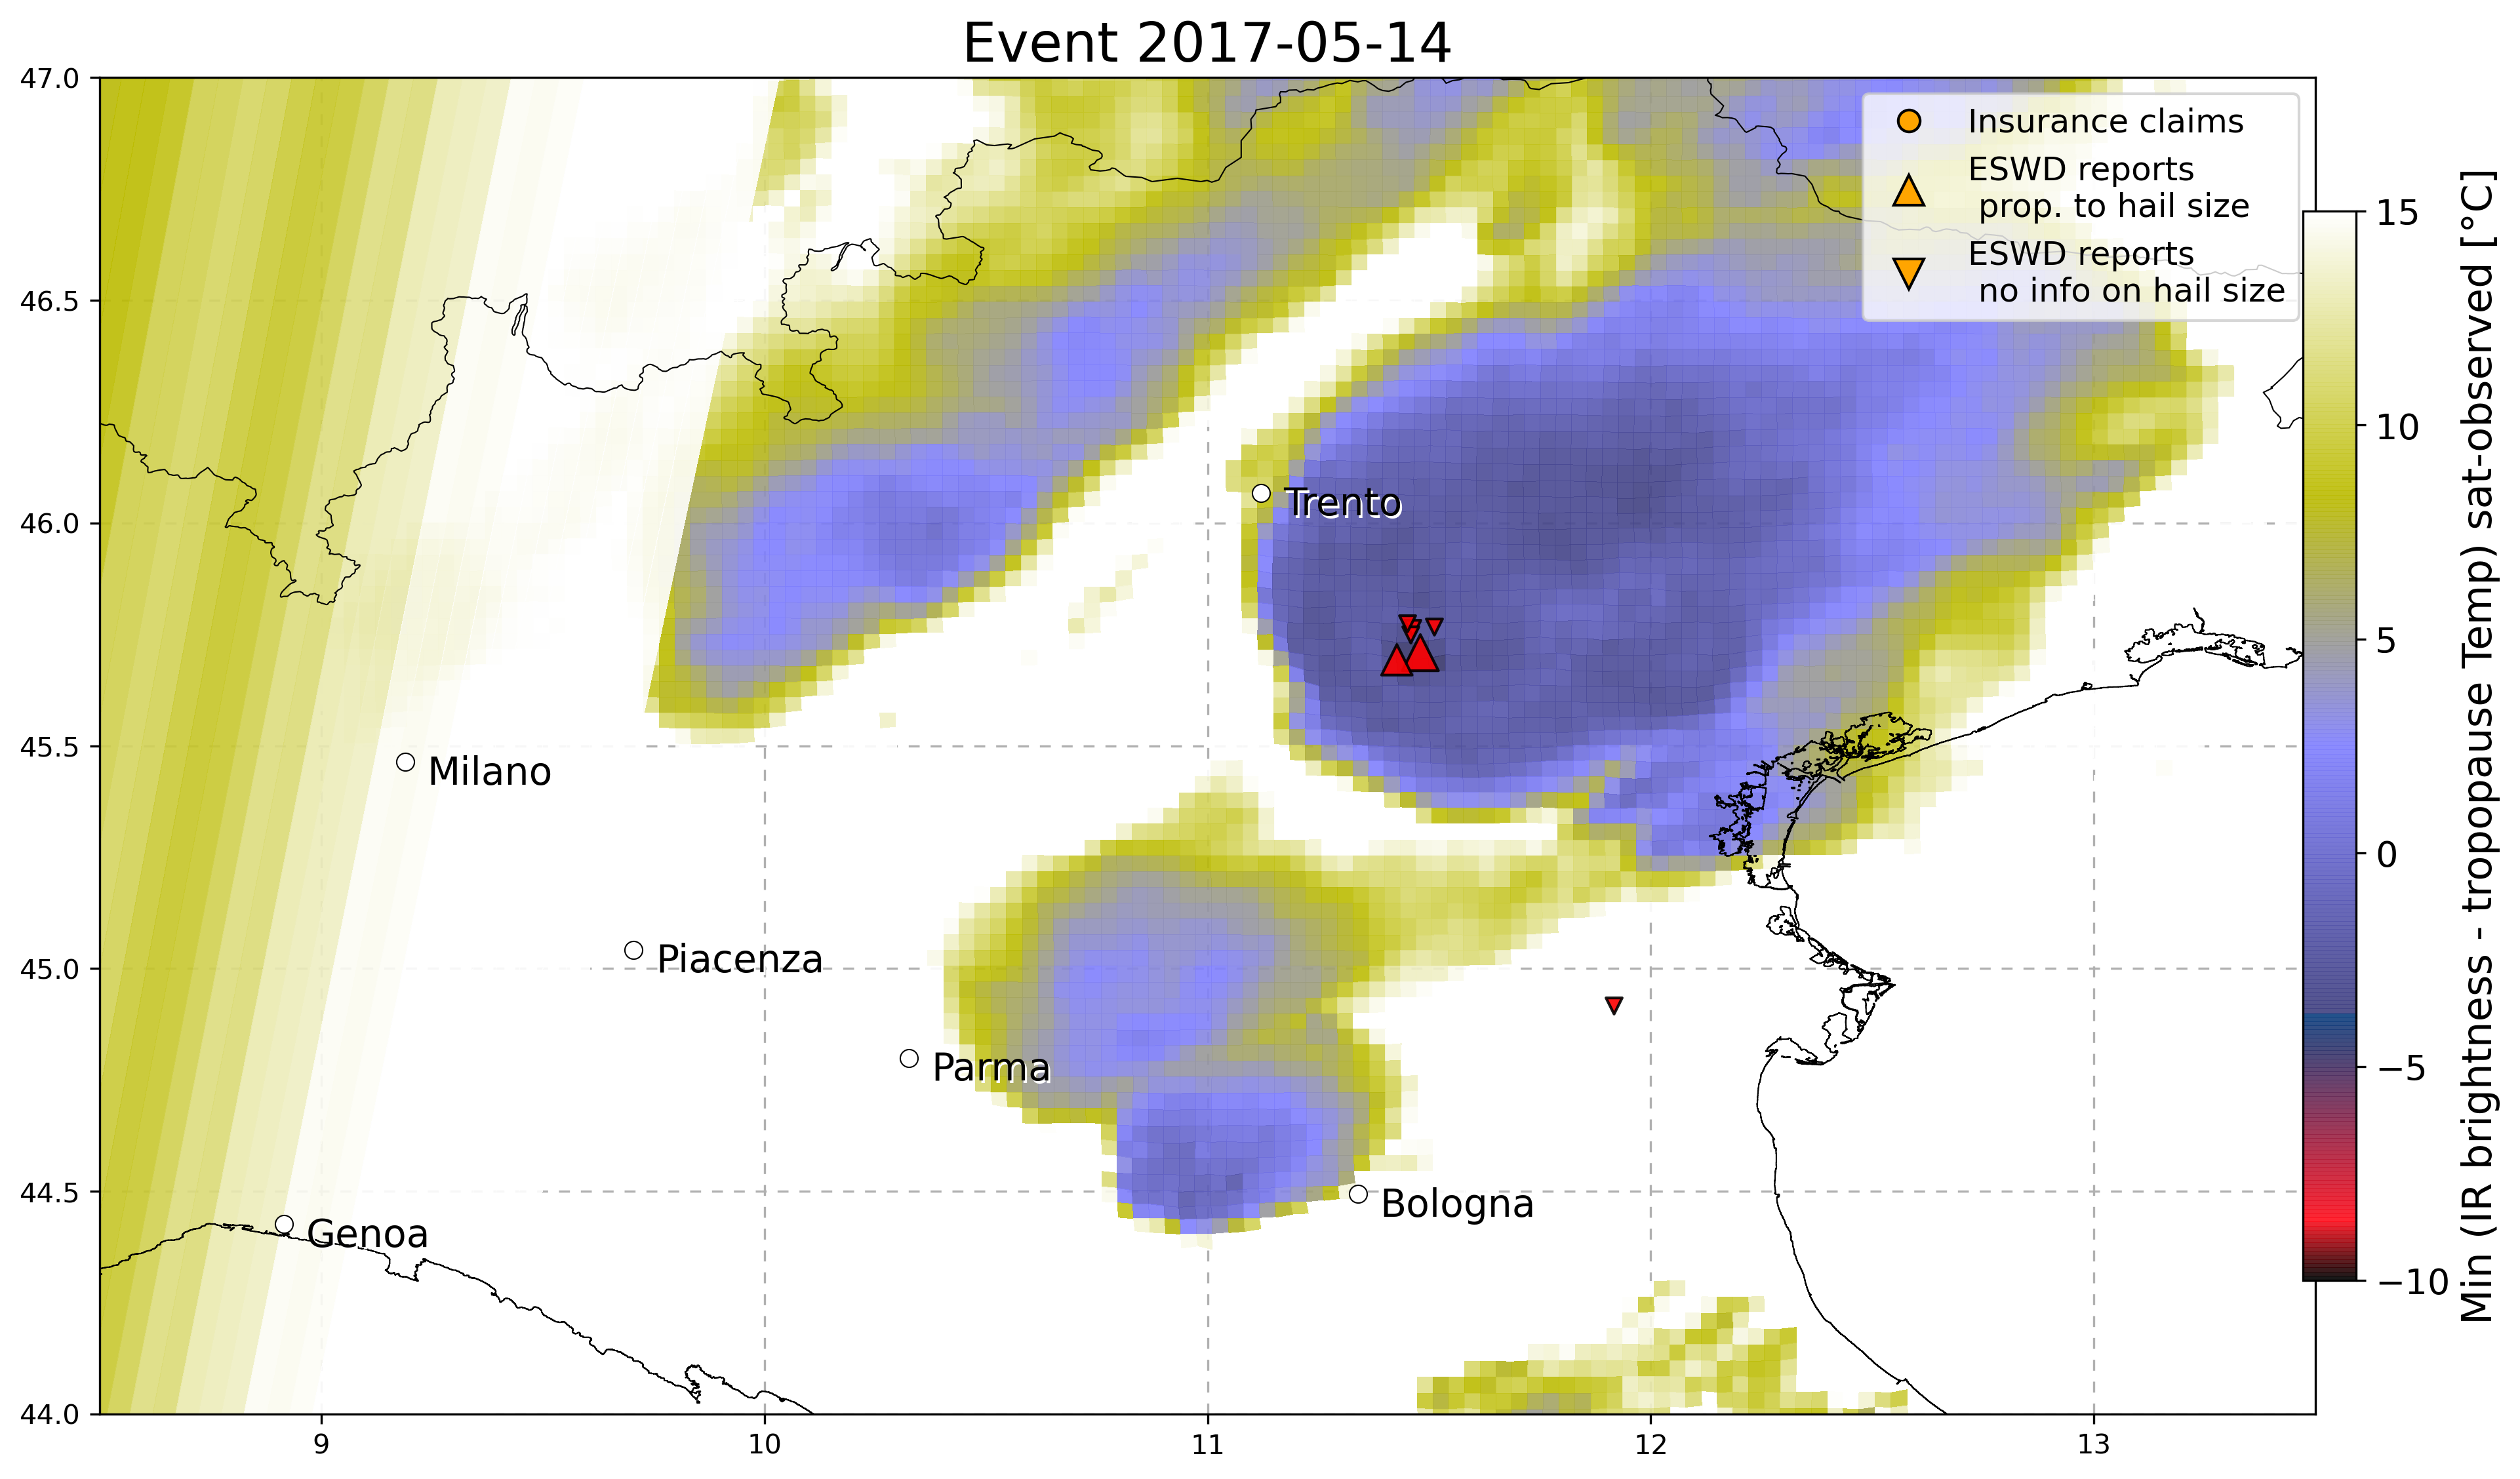 Event 2017-05-14
47.0
46.5
46.0
45.5
45.0
44.5
44.0
9
10
11
12
13
Insurance claims
ESWD reports
prop. to hail size
ESWD reports
no info on hail size
Trento
Milano
Piacenza
Parma
Bologna
Genoa
15
10
5
0
−5
−10
Min (IR brightness - tropopause Temp) sat-observed [°C]